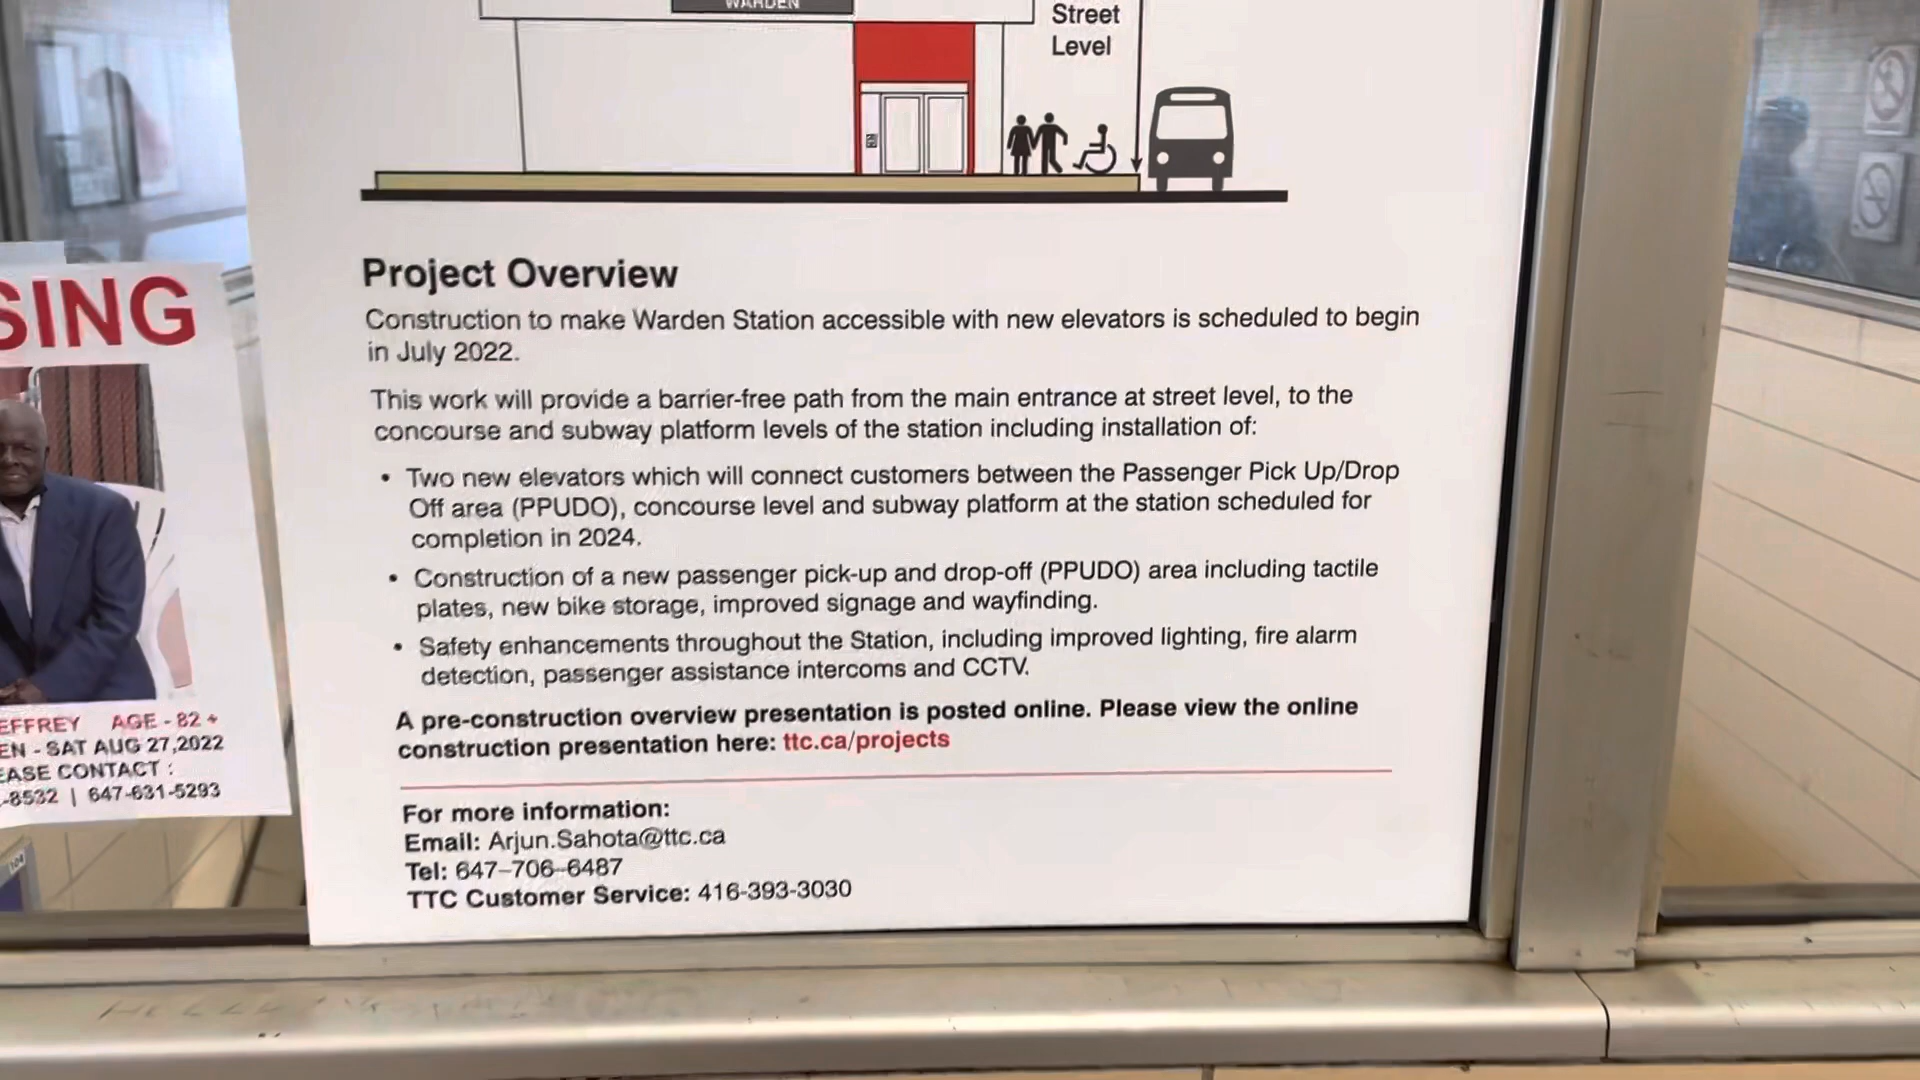 WARDEN
Street
Level
Project Overview
Construction to make Warden Station accessible with new elevators is scheduled to begin
in July 2022.
This work will provide a barrier-free path from the main entrance at street level, to the
concourse and subway platform levels of the station including installation of:
• Two new elevators which will connect customers between the Passenger Pick Up/Drop
Off area (PPUDO), concourse level and subway platform at the station scheduled for
completion in 2024.
• Construction of a new passenger pick-up and drop-off (PPUDO) area including tactile
plates, new bike storage, improved signage and wayfinding.
• Safety enhancements throughout the Station, including improved lighting, fire alarm
detection, passenger assistance intercoms and CCTV.
A pre-construction overview presentation is posted online. Please view the online
construction presentation here: ttc.ca/projects
For more information:
Email: Arjun.Sahota@ttc.ca
Tel: 647–706–6487
TTC Customer Service: 416-393-3030
SING
EFFREY AGE - 82 +
EN - SAT AUG 27,2022
EASE CONTACT :
-8532 | 647-631-5293
104